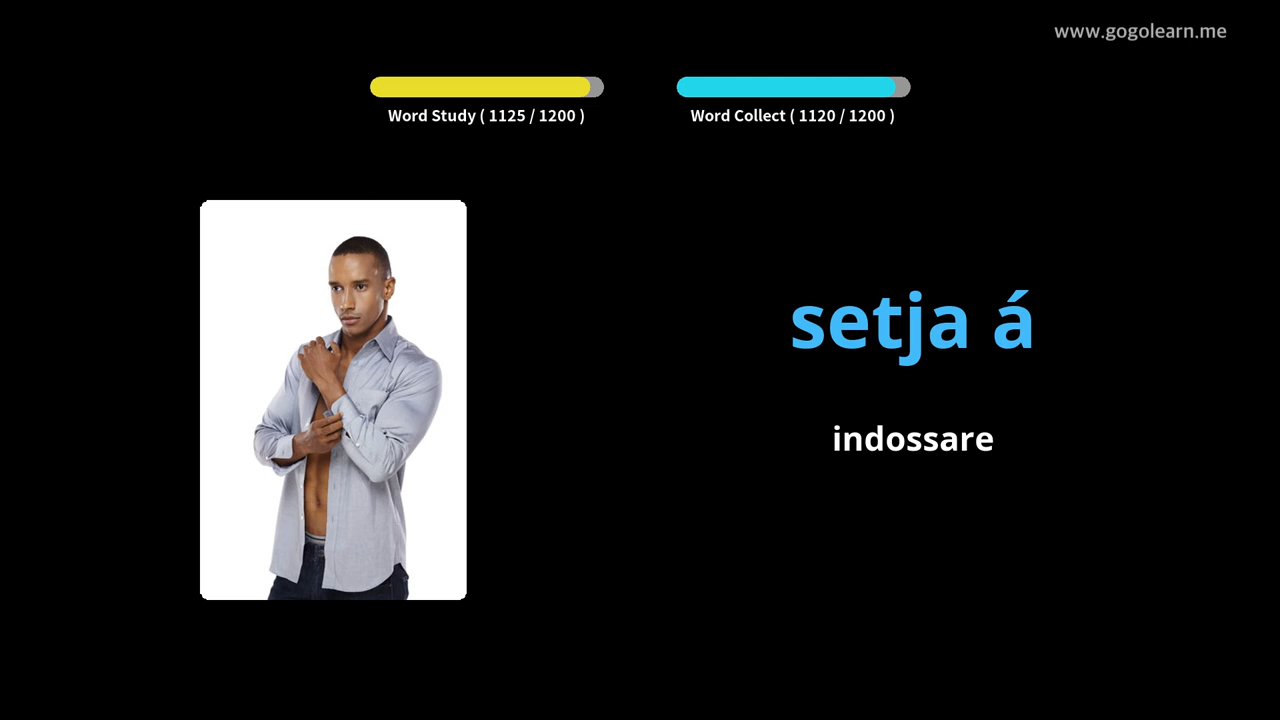 www.gogolearn.me
Word Study ( 1125 / 1200 )
Word Collect ( 1120 / 1200 )
setja á
indossare